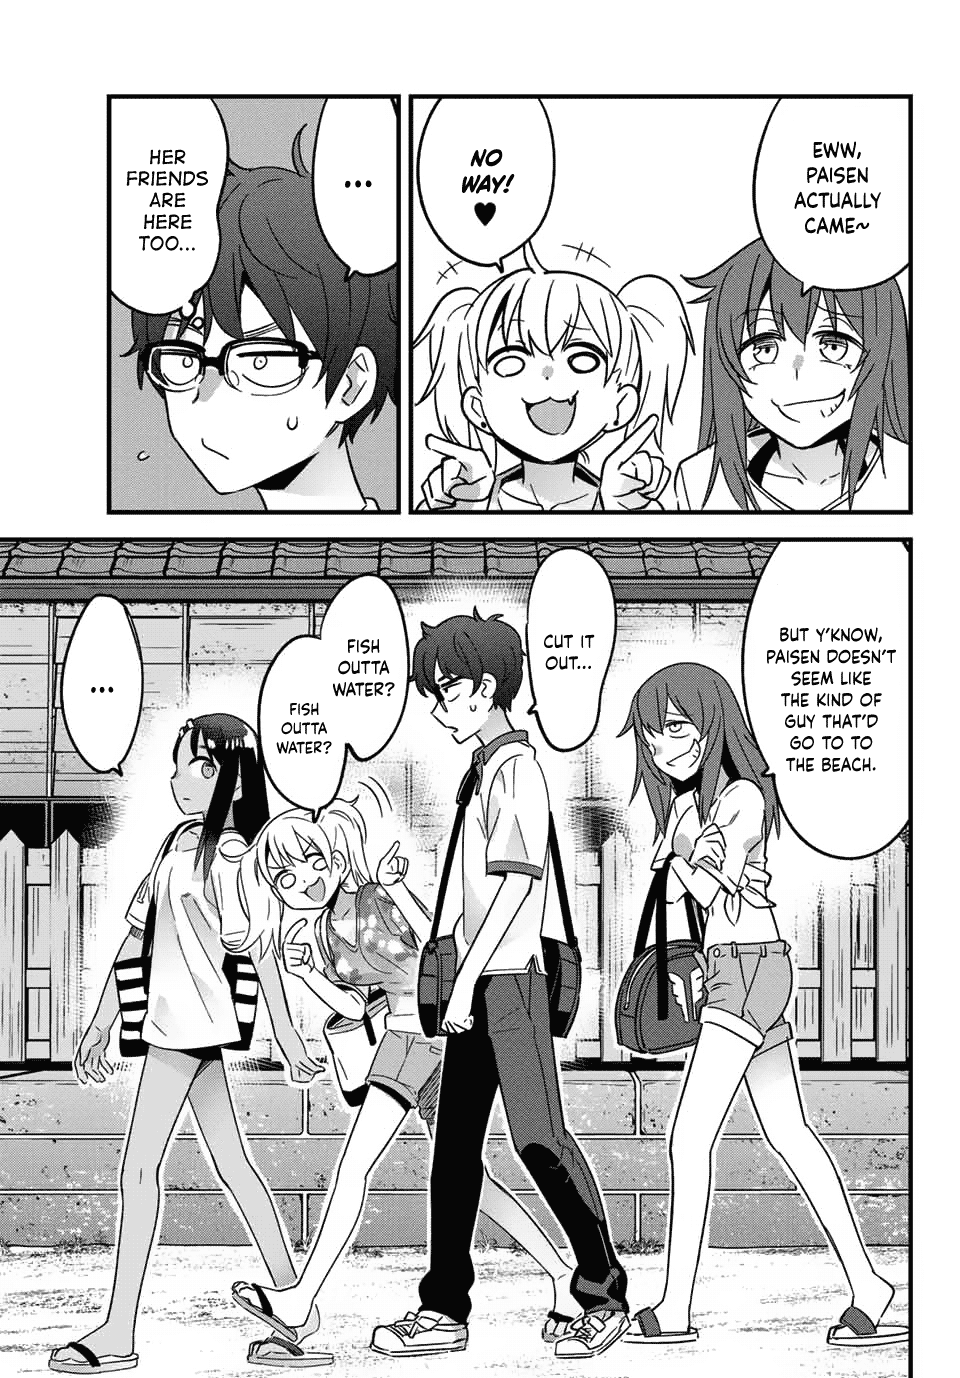 EWW,
PAISEN
ACTUALLY
CAME~
NO
WAY!
♥
...
HER
FRIENDS
ARE
HERE
TOO...
BUT Y'KNOW,
PAISEN DOESN'T
SEEM LIKE
THE KIND OF
GUY THAT'D
GO TO TO
THE BEACH.
CUT IT
OUT...
FISH
OUTTA
WATER?
FISH
OUTTA
WATER?
...